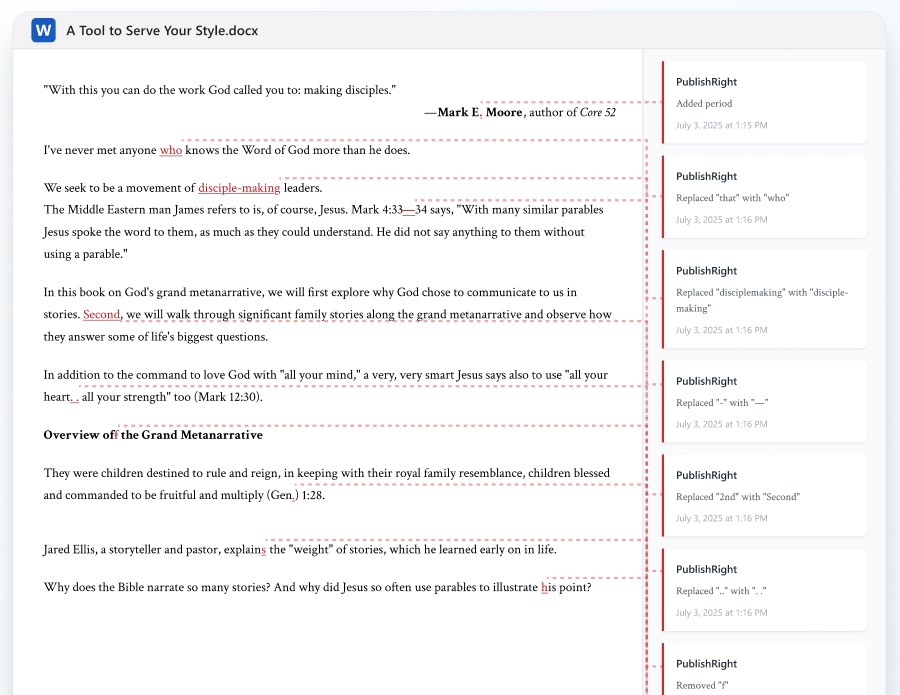 W A Tool to Serve Your Style.docx
"With this you can do the work God called you to: making disciples."
—Mark E. Moore, author of Core 52
I've never met anyone who knows the Word of God more than he does.
We seek to be a movement of disciple-making leaders.
The Middle Eastern man James refers to is, of course, Jesus. Mark 4:33—34 says, "With many similar parables
Jesus spoke the word to them, as much as they could understand. He did not say anything to them without
using a parable."
In this book on God's grand metanarrative, we will first explore why God chose to communicate to us in
stories. Second, we will walk through significant family stories along the grand metanarrative and observe how
they answer some of life's biggest questions.
In addition to the command to love God with "all your mind," a very, very smart Jesus says also to use "all your
heart. . all your strength" too (Mark 12:30).
Overview off the Grand Metanarrative
They were children destined to rule and reign, in keeping with their royal family resemblance, children blessed
and commanded to be fruitful and multiply (Gen.) 1:28.
Jared Ellis, a storyteller and pastor, explains the "weight" of stories, which he learned early on in life.
Why does the Bible narrate so many stories? And why did Jesus so often use parables to illustrate his point?
PublishRight
Added period
July 3, 2025 at 1:15 PM
PublishRight
Replaced "that" with "who"
July 3, 2025 at 1:16 PM
PublishRight
Replaced "disciplemaking" with "disciple-
making"
July 3, 2025 at 1:16 PM
PublishRight
Replaced "-" with "—"
July 3, 2025 at 1:16 PM
PublishRight
Replaced "2nd" with "Second"
July 3, 2025 at 1:16 PM
PublishRight
Replaced ".." with ". ."
July 3, 2025 at 1:16 PM
PublishRight
Removed "f"